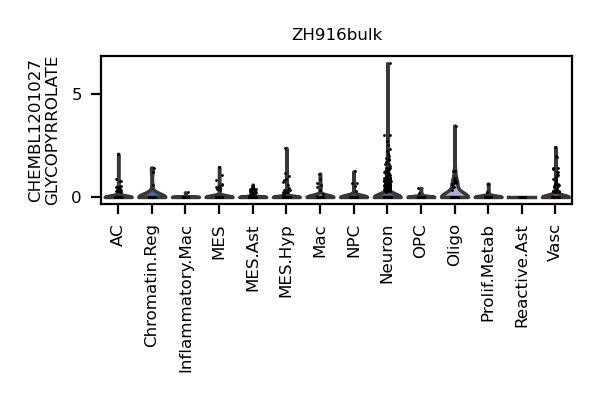 ZH916bulk
CHEMBL1201027
GLYCOPYRROLATE
5
0
AC
Chromatin.Reg
Inflammatory.Mac
MES
MES.Ast
MES.Hyp
Mac
NPC
Neuron
OPC
Oligo
Prolif.Metab
Reactive.Ast
Vasc